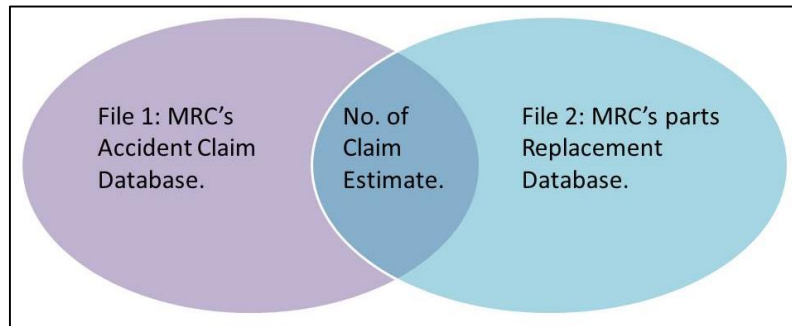 File 1: MRC's
Accident Claim
Database.
No. of
Claim
Estimate.
File 2: MRC's parts
Replacement
Database.